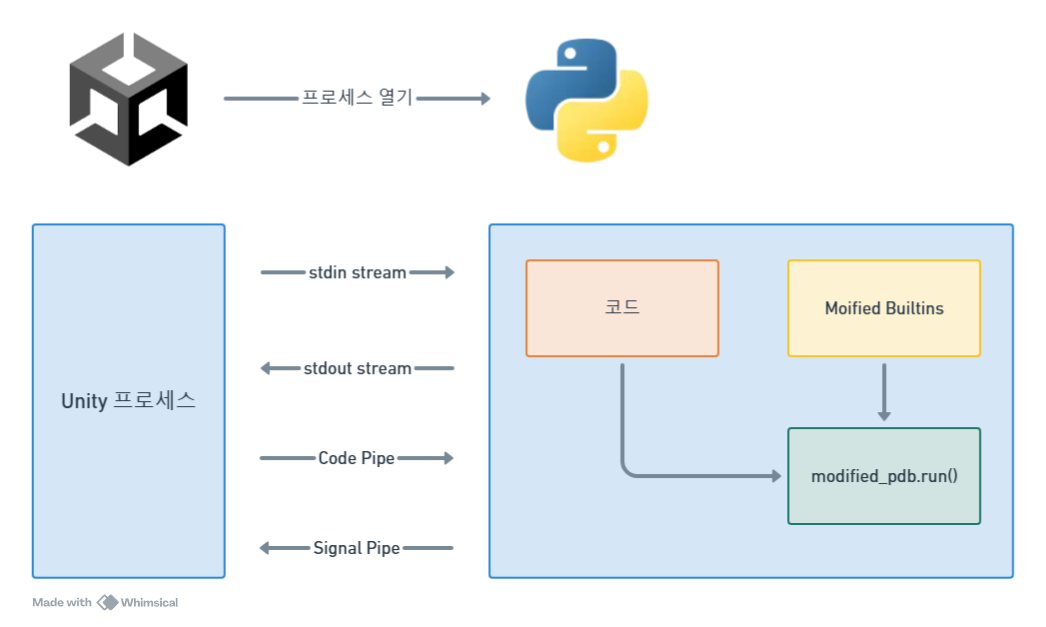 프로세스 열기
stdin stream
코드
Moified Builtins
stdout stream
Unity 프로세스
Code Pipe
modified_pdb.run()
Signal Pipe
Made with Whimsical